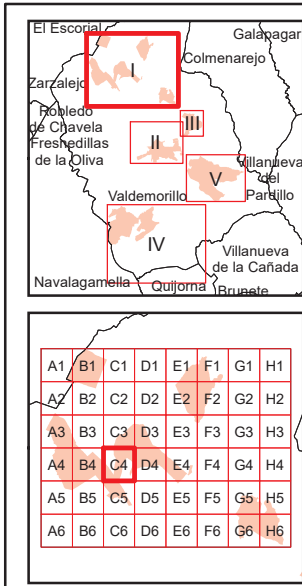 El Escorial
Galapagar
Colmenarejo
I
Zarzalejo
Robledo
de Chavela
III
Fresnedillas
de la Oliva
II
Villanueva
del
Pardillo
V
Valdemorillo
IV
Villanueva
de la Cañada
Navalagamella
Quijorna
Brunete
A1 B1 C1 D1 E1 F1 G1 H1
A2 B2 C2 D2 E2 F2 G2 H2
A3 B3 C3 D3 E3 F3 G3 H3
A4 B4 C4 D4 E4 F4 G4 H4
A5 B5 C5 D5 E5 F5 G5 H5
A6 B6 C6 D6 E6 F6 G6 H6